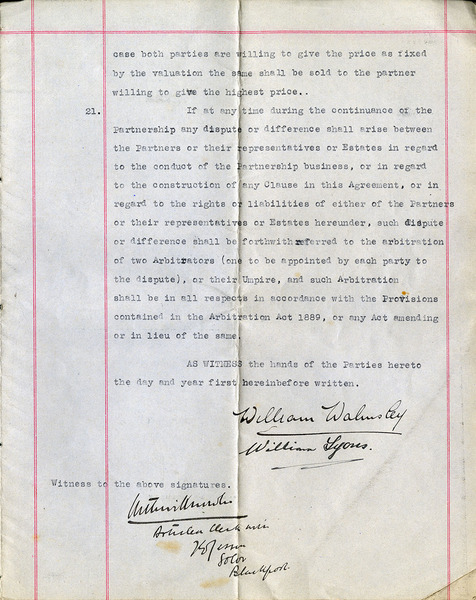 case both parties are willing to give the price as fixed
by the valuation the same shall be sold to the partner
willing to give the highest price..
21. If at any time during the continuance of the
Partnership any dispute or difference shall arise between
the Partners or their representatives or Estates in regard
to the conduct of the Partnership business, or in regard
to the construction of any Clause in this Agreement, or in
regard to the rights or liabilities of either of the Partners
or their representatives or Estates hereunder, such dispute
or difference shall be forthwith referred to the arbitration
of two Arbitrators (one to be appointed by each party to
the dispute), or their Umpire, and such Arbitration
shall be in all respects in accordance with the Provisions
contained in the Arbitration Act 1889, or any Act amending
or in lieu of the same.
AS WITNESS the hands of the Parties hereto
the day and year first hereinbefore written.
William Walmsley
William Lyons.
Witness to the above signatures.
Blackpool.